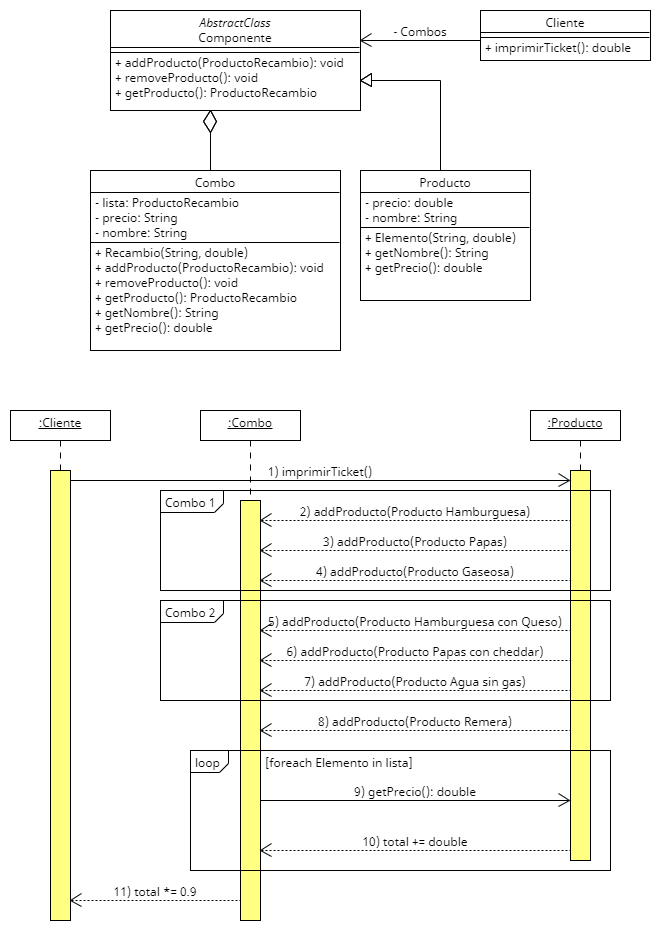 AbstractClass
Componente
+ addProducto(ProductoRecambio): void
+ removeProducto(): void
+ getProducto(): ProductoRecambio
- Combos
Cliente
+ imprimirTicket(): double
Combo
- lista: ProductoRecambio
- precio: String
- nombre: String
+ Recambio(String, double)
+ addProducto(ProductoRecambio): void
+ removeProducto(): void
+ getProducto(): ProductoRecambio
+ getNombre(): String
+ getPrecio(): double
Producto
- precio: double
- nombre: String
+ Elemento(String, double)
+ getNombre(): String
+ getPrecio(): double
:Cliente
:Combo
:Producto
1) imprimirTicket()
Combo 1
2) addProducto(Producto Hamburguesa)
3) addProducto(Producto Papas)
4) addProducto(Producto Gaseosa)
Combo 2
5) addProducto(Producto Hamburguesa con Queso)
6) addProducto(Producto Papas con cheddar)
7) addProducto(Producto Agua sin gas)
8) addProducto(Producto Remera)
loop
[foreach Elemento in lista]
9) getPrecio(): double
10) total += double
11) total *= 0.9